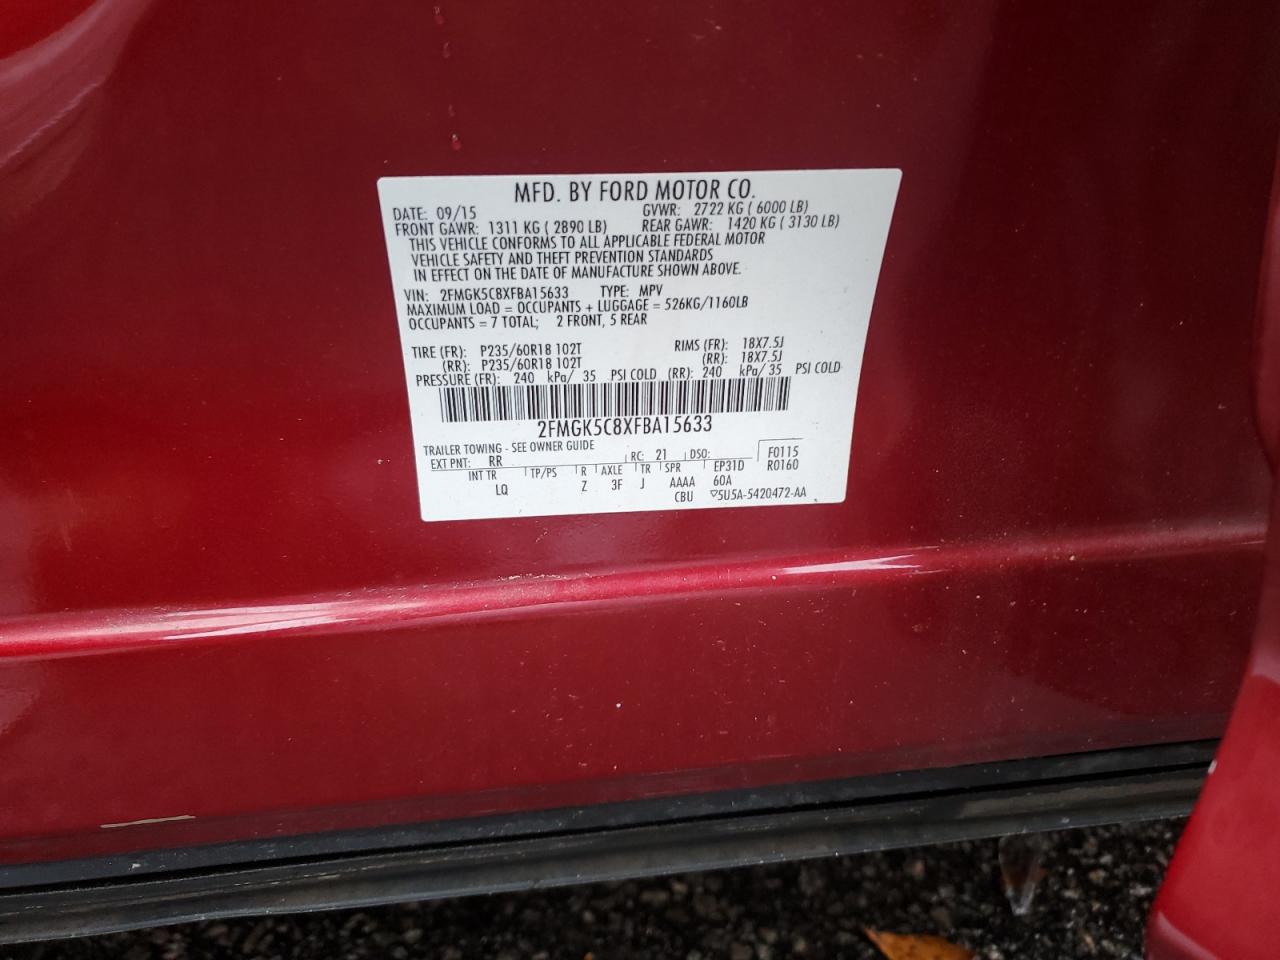 MFD. BY FORD MOTOR CO.
DATE: 09/15 GVWR: 2722 KG ( 6000 LB)
FRONT GAWR: 1311 KG ( 2890 LB) REAR GAWR: 1420 KG ( 3130 LB)
THIS VEHICLE CONFORMS TO ALL APPLICABLE FEDERAL MOTOR
VEHICLE SAFETY AND THEFT PREVENTION STANDARDS
IN EFFECT ON THE DATE OF MANUFACTURE SHOWN ABOVE.
VIN: 2FMGK5C8XFBA15633 TYPE: MPV
MAXIMUM LOAD = OCCUPANTS + LUGGAGE = 526KG/1160LB
OCCUPANTS = 7 TOTAL; 2 FRONT, 5 REAR
TIRE (FR): P235/60R18 102T RIMS (FR): 18X7.5J
(RR): P235/60R18 102T (RR): 18X7.5J
PRESSURE (FR): 240 kPa/ 35 PSI COLD (RR): 240 kPa/ 35 PSI COLD
2FMGK5C8XFBA15633
TRAILER TOWING - SEE OWNER GUIDE
EXT PNT: RR RC: 21 DSO: F0115
R0160
INT TR TP/PS R AXLE TR SPR EP31D
LQ Z 3F J AAAA 60A
CBU ▽5U5A-5420472-AA